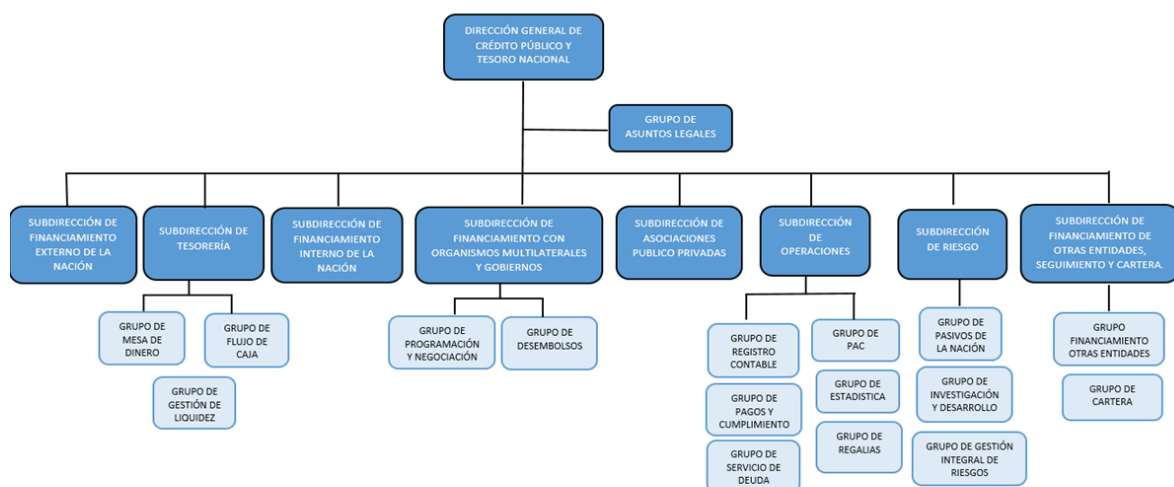 DIRECCIÓN GENERAL DE
CRÉDITO PÚBLICO Y
TESORO NACIONAL
GRUPO DE
ASUNTOS LEGALES
SUBDIRECCIÓN DE
FINANCIAMIENTO
EXTERNO DE LA
NACIÓN
SUBDIRECCIÓN DE
TESORERÍA
SUBDIRECCIÓN DE
FINANCIAMIENTO
INTERNO DE LA
NACIÓN
SUBDIRECCIÓN DE
FINANCIAMIENTO CON
ORGANISMOS MULTILATERALES
Y GOBIERNOS
SUBDIRECCIÓN DE
ASOCIACIONES
PUBLICO PRIVADAS
SUBDIRECCIÓN
DE
OPERACIONES
SUBDIRECCIÓN
DE RIESGO
SUBDIRECCIÓN DE
FINANCIAMIENTO DE
OTRAS ENTIDADES,
SEGUIMIENTO Y CARTERA.
GRUPO DE
MESA DE
DINERO
GRUPO DE
FLUJO DE
CAJA
GRUPO DE
GESTIÓN DE
LIQUIDEZ
GRUPO DE
PROGRAMACIÓN
Y NEGOCIACIÓN
GRUPO DE
DESEMBOLSOS
GRUPO DE
REGISTRO
CONTABLE
GRUPO DE
PAC
GRUPO DE
PAGOS Y
CUMPLIMIENTO
GRUPO DE
ESTADISTICA
GRUPO DE
SERVICIO DE
DEUDA
GRUPO DE
REGALIAS
GRUPO DE
PASIVOS DE
LA NACIÓN
GRUPO DE
INVESTIGACIÓN
Y DESARROLLO
GRUPO DE GESTIÓN
INTEGRAL DE
RIESGOS
GRUPO
FINANCIAMIENTO
OTRAS ENTIDADES
GRUPO DE
CARTERA